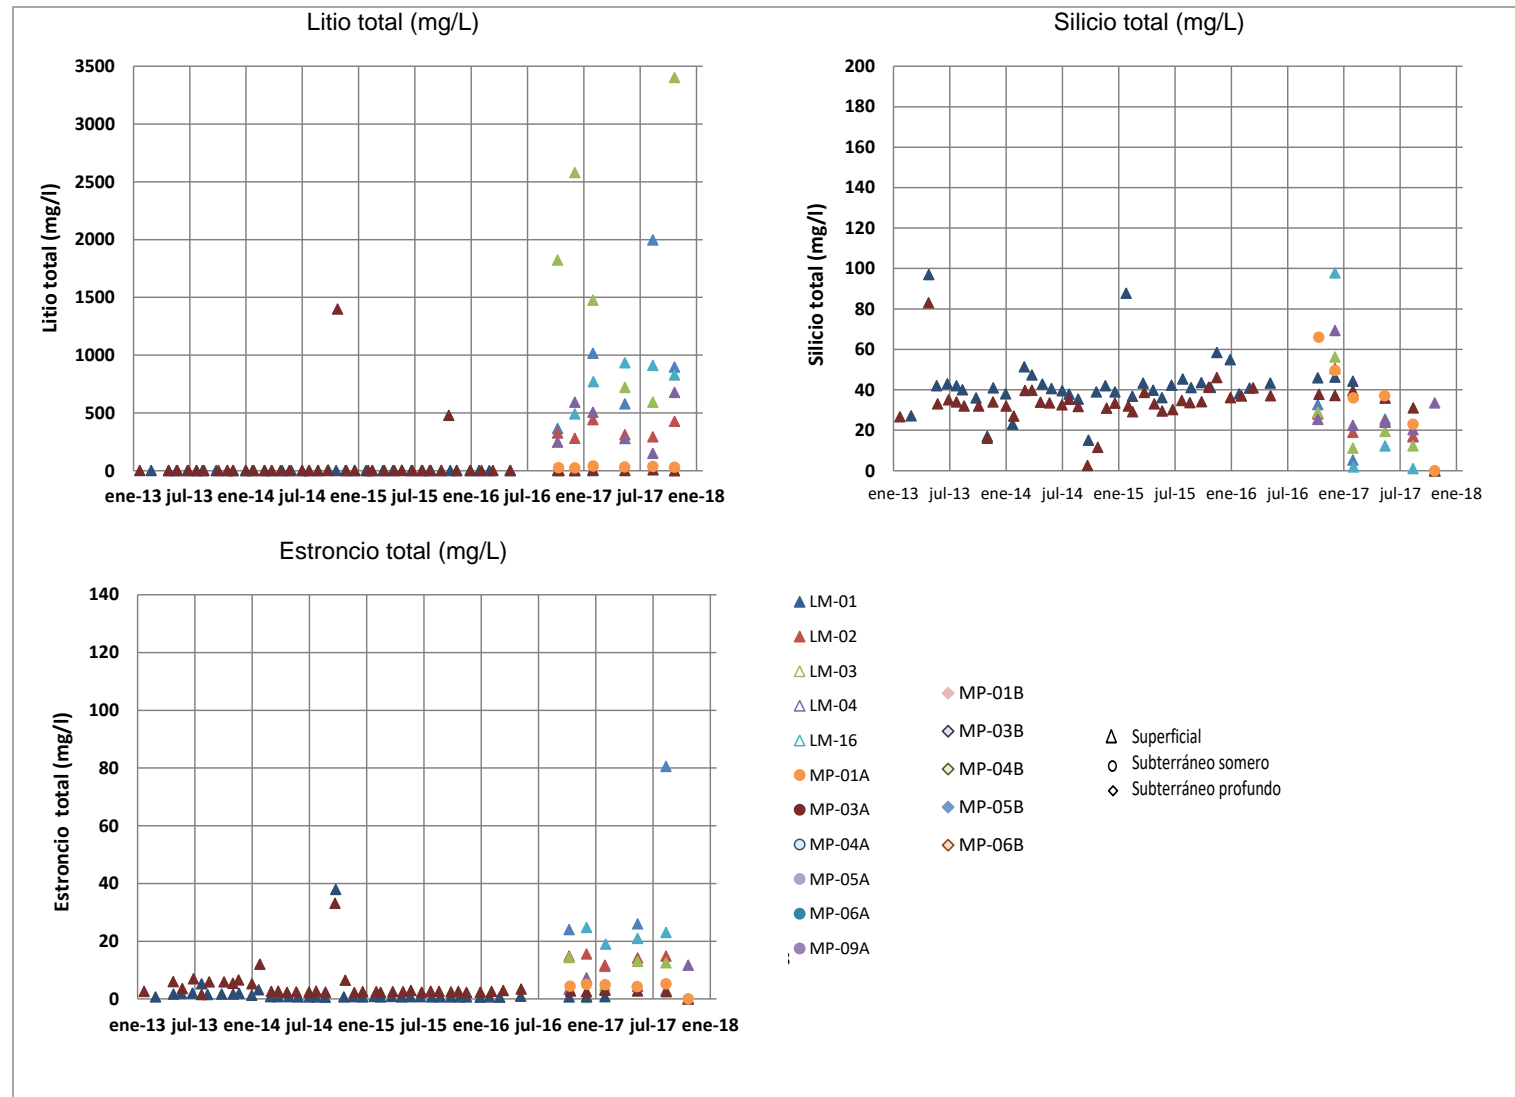 Litio total (mg/L)
3500
3000
2500
2000
1500
1000
500
0
Litio total (mg/l)
ene-13 jul-13 ene-14 jul-14 ene-15 jul-15 ene-16 jul-16 ene-17 jul-17 ene-18
Silicio total (mg/L)
200
180
160
140
120
100
80
60
40
20
0
Silicio total (mg/l)
ene-13 jul-13 ene-14 jul-14 ene-15 jul-15 ene-16 jul-16 ene-17 jul-17 ene-18
Estroncio total (mg/L)
140
120
100
80
60
40
20
0
Estroncio total (mg/l)
ene-13 jul-13 ene-14 jul-14 ene-15 jul-15 ene-16 jul-16 ene-17 jul-17 ene-18
LM-01
LM-02
LM-03
LM-04
LM-16
MP-01A
MP-03A
MP-04A
MP-05A
MP-06A
MP-09A
MP-01B
MP-03B
MP-04B
MP-05B
MP-06B
Superficial
Subterráneo somero
Subterráneo profundo